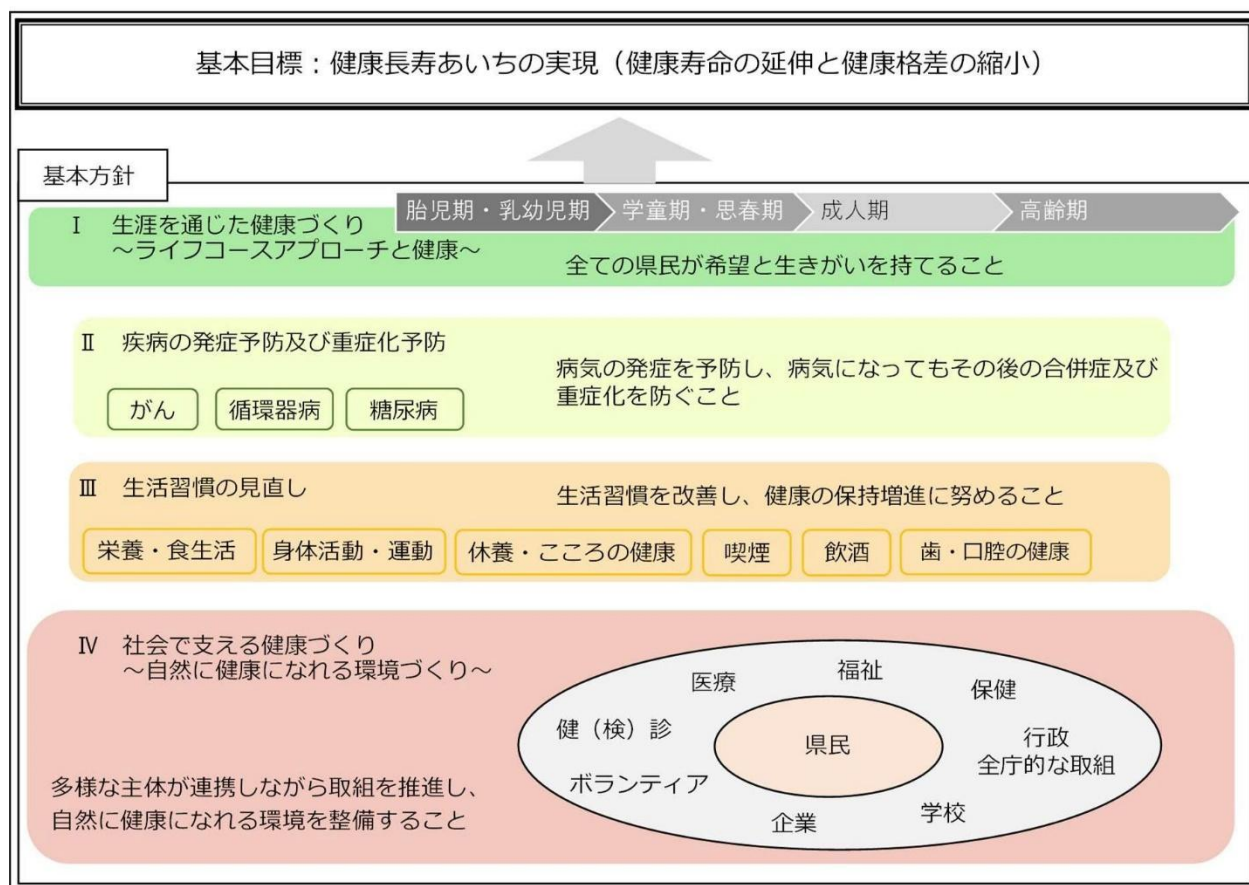 基本目標：健康長寿あいちの実現（健康寿命の延伸と健康格差の縮小）
基本方針
胎児期・乳幼児期
学童期・思春期
成人期
高齢期
Ⅰ 生涯を通じた健康づくり
～ライフコースアプローチと健康～
全ての県民が希望と生きがいを持てること
Ⅱ 疾病の発症予防及び重症化予防
病気の発症を予防し、病気になってもその後の合併症及び
重症化を防ぐこと
がん
循環器病
糖尿病
Ⅲ 生活習慣の見直し
生活習慣を改善し、健康の保持増進に努めること
栄養・食生活
身体活動・運動
休養・こころの健康
喫煙
飲酒
歯・口腔の健康
Ⅳ 社会で支える健康づくり
～自然に健康になれる環境づくり～
多様な主体が連携しながら取組を推進し、
自然に健康になれる環境を整備すること
医療
福祉
保健
健（検）診
県民
行政
全庁的な取組
ボランティア
企業
学校